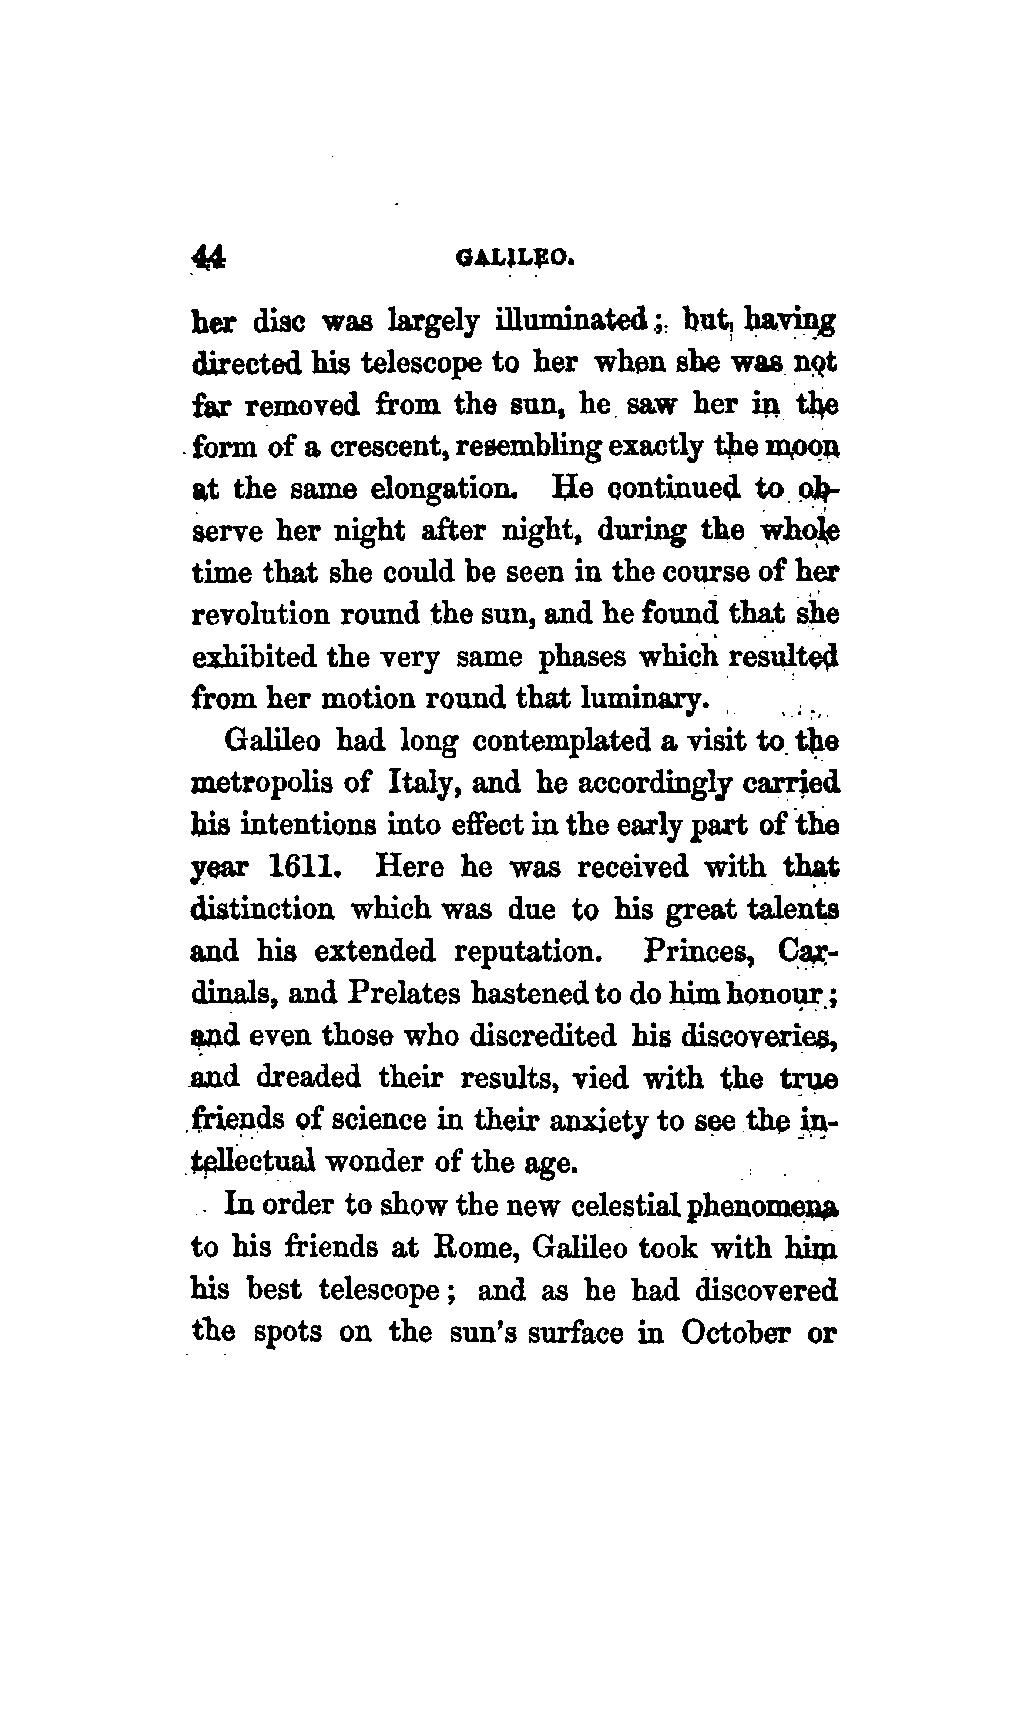 44 GALILEO.
her disc was largely illuminated; but, having
directed his telescope to her when she was not
far removed from the sun, he saw her in the
form of a crescent, resembling exactly the moon
at the same elongation. He continued to ob-
serve her night after night, during the whole
time that she could be seen in the course of her
revolution round the sun, and he found that she
exhibited the very same phases which resulted
from her motion round that luminary.
Galileo had long contemplated a visit to the
metropolis of Italy, and he accordingly carried
his intentions into effect in the early part of the
year 1611. Here he was received with that
distinction which was due to his great talents
and his extended reputation. Princes, Car-
dinals, and Prelates hastened to do him honour;
and even those who discredited his discoveries,
and dreaded their results, vied with the true
friends of science in their anxiety to see the in-
tellectual wonder of the age.
In order to show the new celestial phenomena
to his friends at Rome, Galileo took with him
his best telescope; and as he had discovered
the spots on the sun's surface in October or